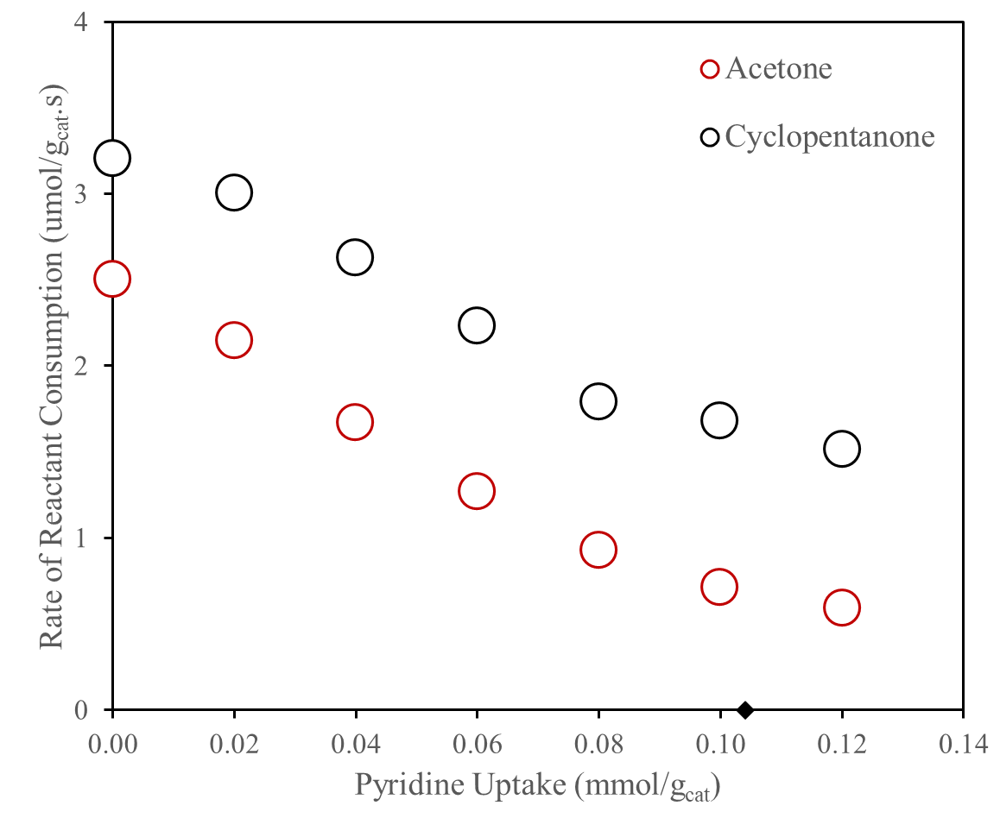 4
3
2
1
0
Rate of Reactant Consumption (umol/gcat·s)
Acetone
Cyclopentanone
0.00 0.02 0.04 0.06 0.08 0.10 0.12 0.14
Pyridine Uptake (mmol/gcat)